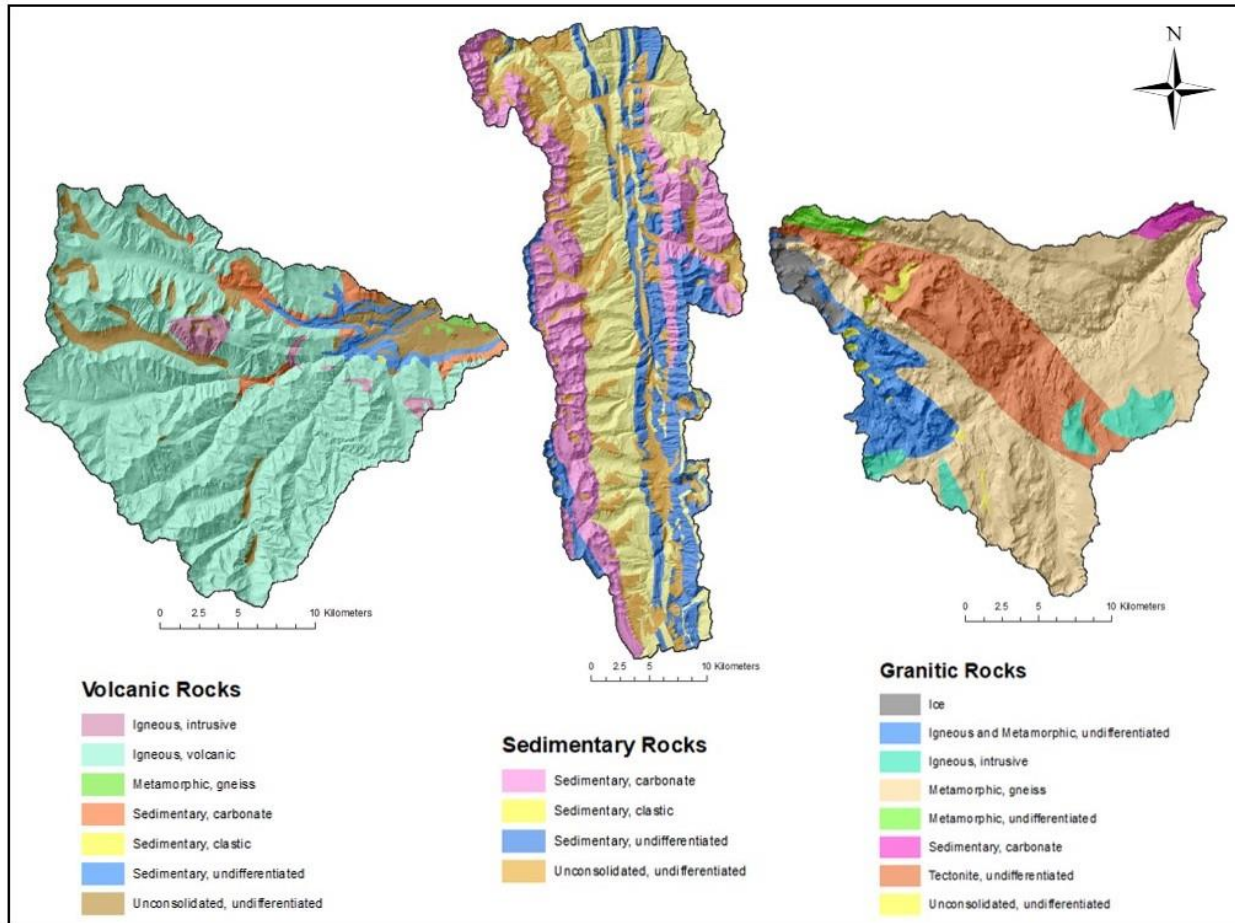 N
0 2.5 5 10 Kilometers
0 2.5 5 10 Kilometers
0 2.5 5 10 Kilometers
Volcanic Rocks
Igneous, intrusive
Igneous, volcanic
Metamorphic, gneiss
Sedimentary, carbonate
Sedimentary, clastic
Sedimentary, undifferentiated
Unconsolidated, undifferentiated
Sedimentary Rocks
Sedimentary, carbonate
Sedimentary, clastic
Sedimentary, undifferentiated
Unconsolidated, undifferentiated
Granitic Rocks
Ice
Igneous and Metamorphic, undifferentiated
Igneous, intrusive
Metamorphic, gneiss
Metamorphic, undifferentiated
Sedimentary, carbonate
Tectonite, undifferentiated
Unconsolidated, undifferentiated